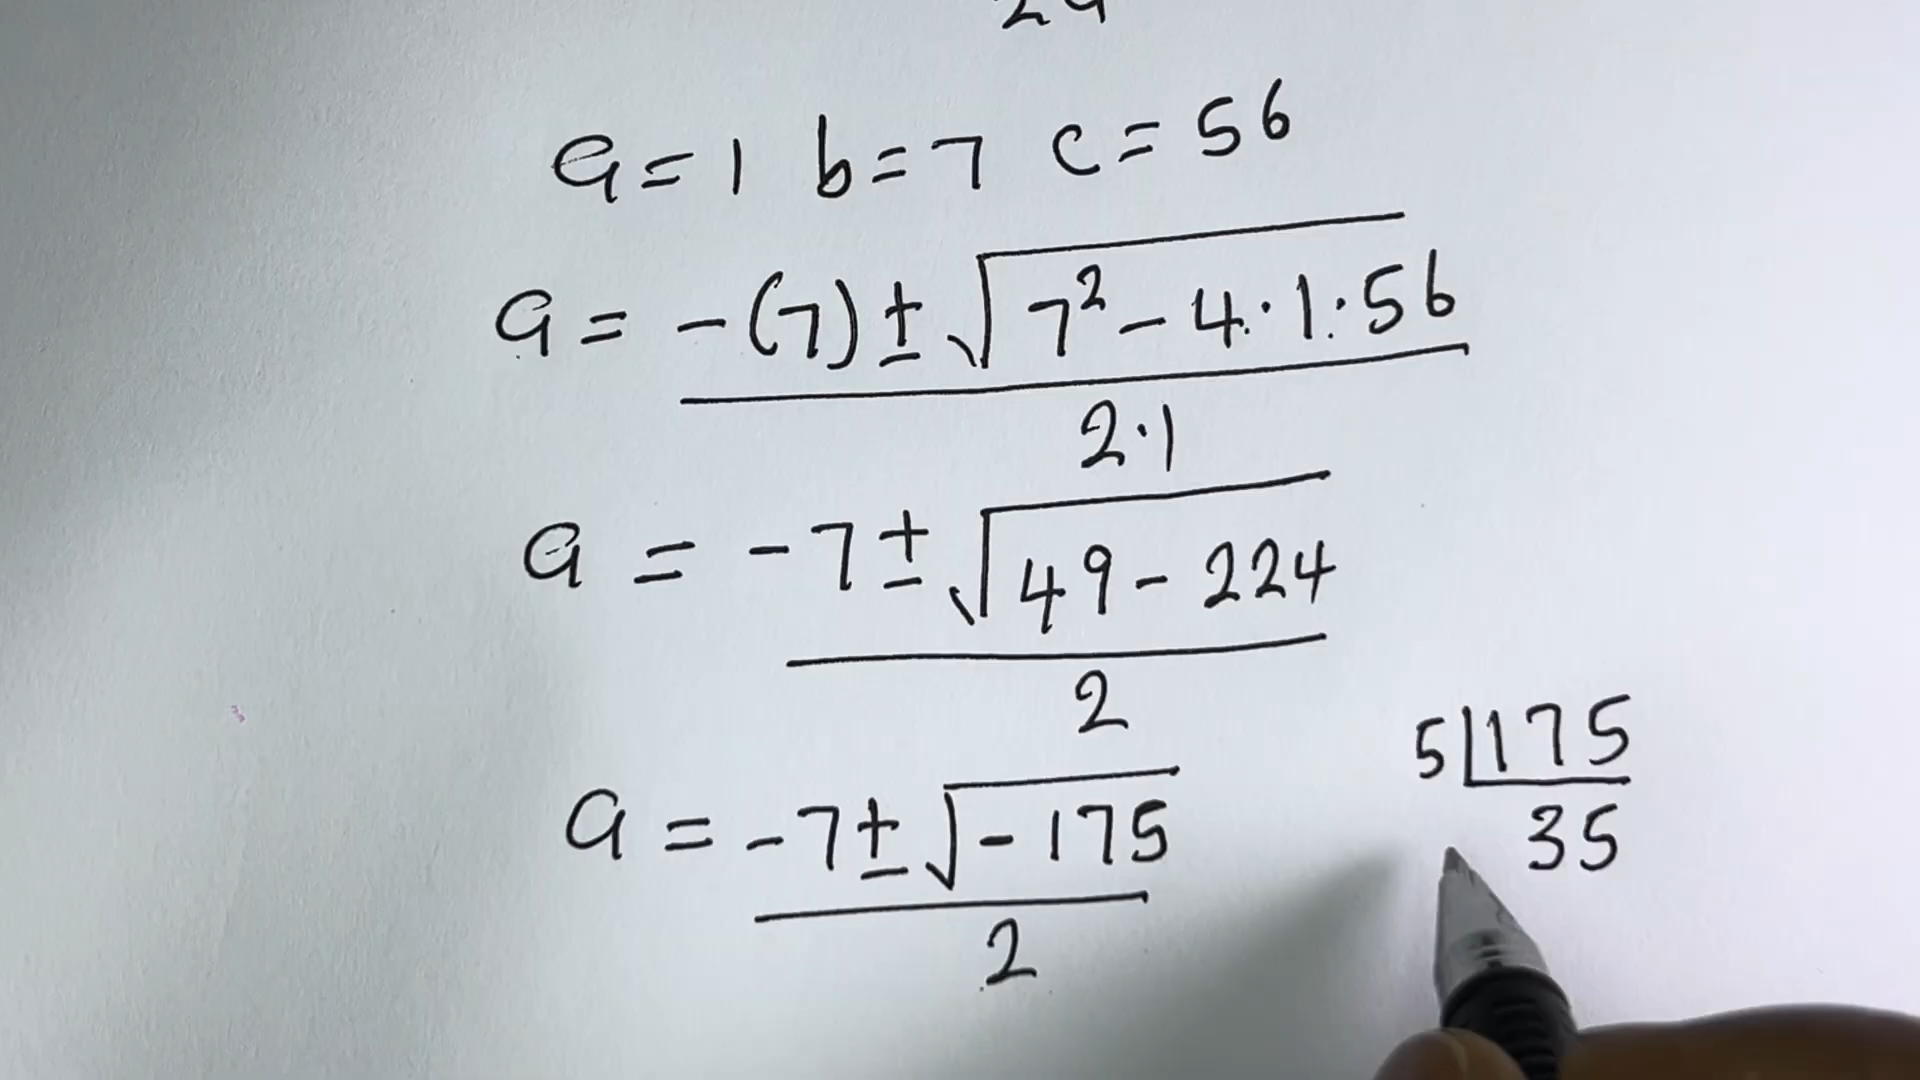 2a
a = 1 b = 7 c = 56
a = -(7) ± √(7² - 4·1·56)
2·1
a = -7 ± √(49 - 224)
2
5|175
a = -7 ± √(-175)
35
2